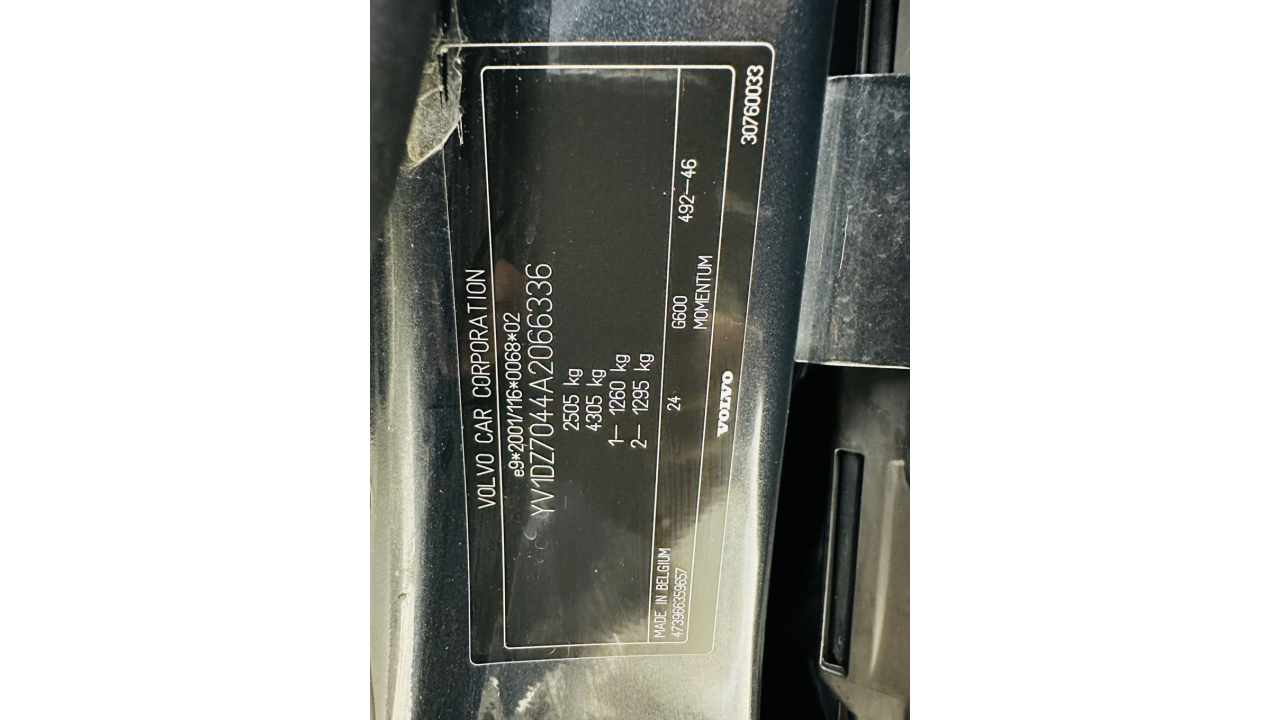 VOLVO CAR CORPORATION
e9*2001/116*0068*02
YV1DZ7044A2066336
2505 kg
4305 kg
1– 1260 kg
2– 1295 kg
MADE IN BELGIUM 24 G600 492–46
473966359657 MOMENTUM
VOLVO 30760033